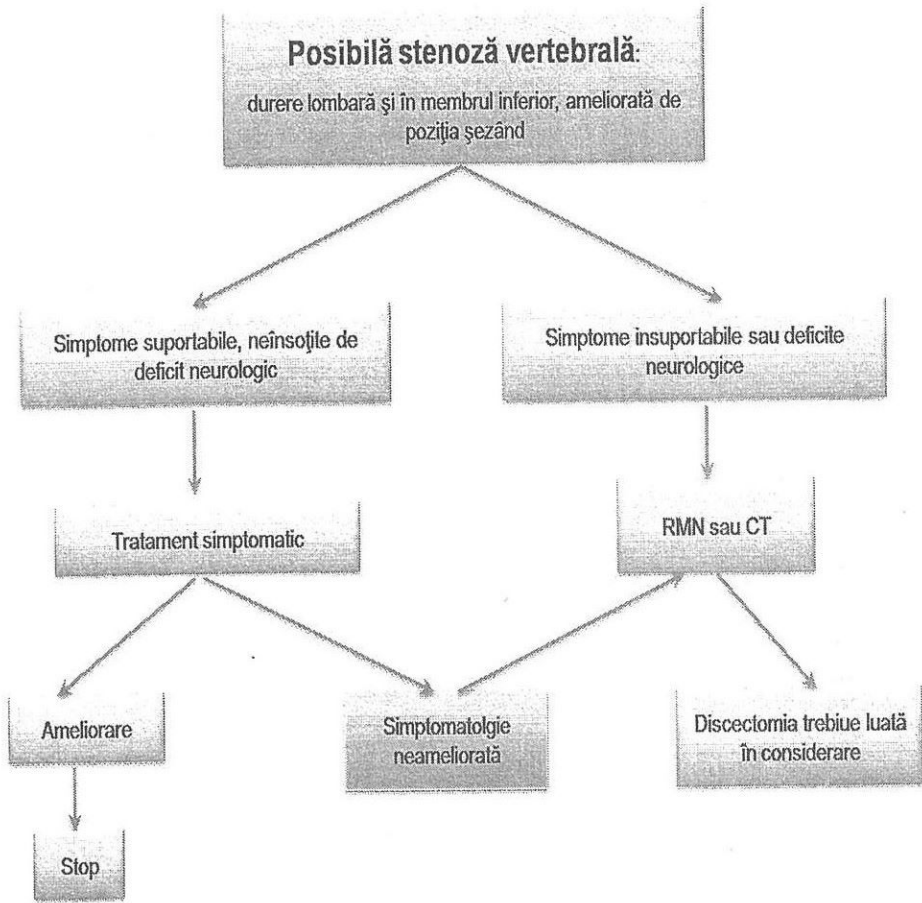 Posibilă stenoză vertebrală:
durere lombară şi în membrul inferior, ameliorată de
poziţia şezând
Simptome suportabile, neînsoţite de
deficit neurologic
Simptome insuportabile sau deficite
neurologice
Tratament simptomatic
RMN sau CT
Ameliorare
Simptomatolgie
neameliorată
Discectomia trebiue luată
în considerare
Stop